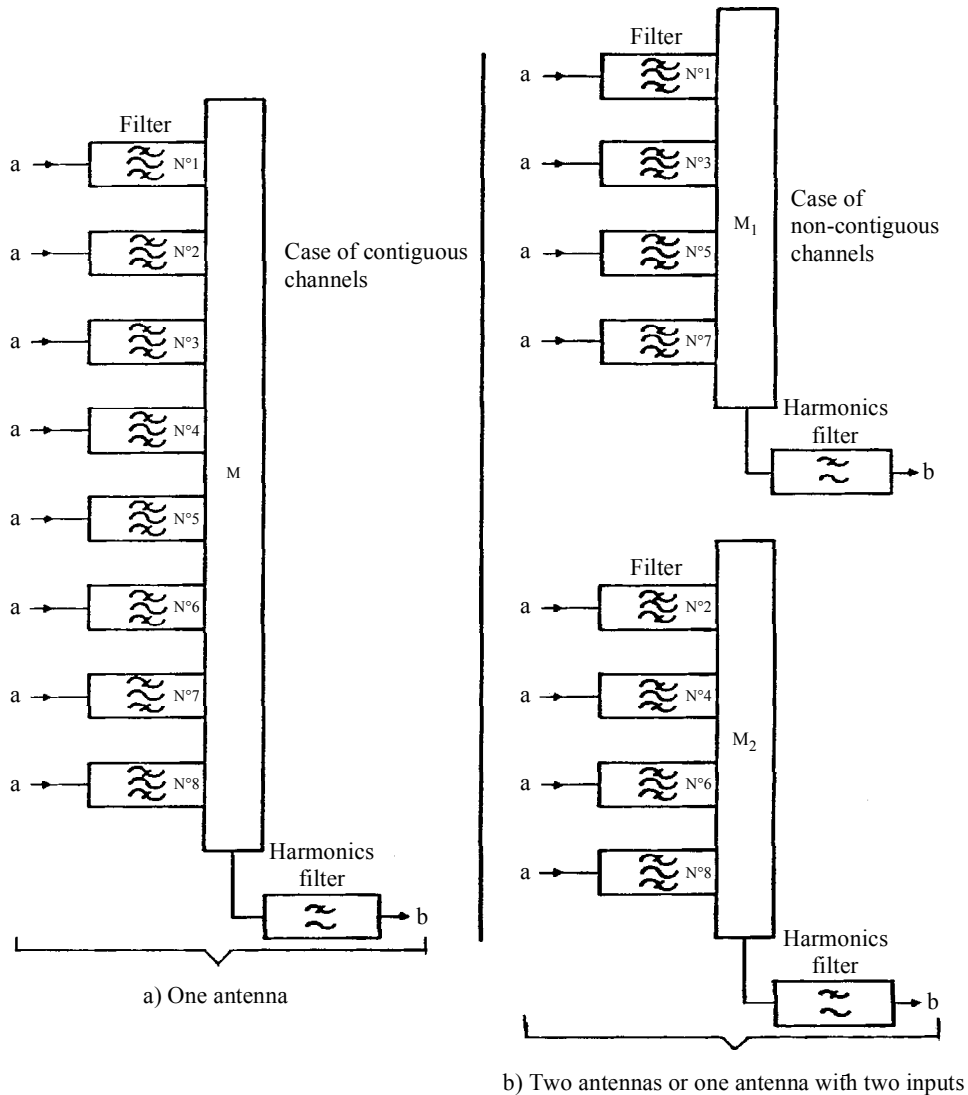 Filter
a
N°1
a
N°2
a
N°3
a
N°4
a
N°5
a
N°6
a
N°7
a
N°8
M
Case of contiguous
channels
Harmonics
filter
b
a) One antenna
Filter
a
N°1
a
N°3
a
N°5
a
N°7
M1
Case of
non-contiguous
channels
Harmonics
filter
b
Filter
a
N°2
a
N°4
a
N°6
a
N°8
M2
Harmonics
filter
b
b) Two antennas or one antenna with two inputs